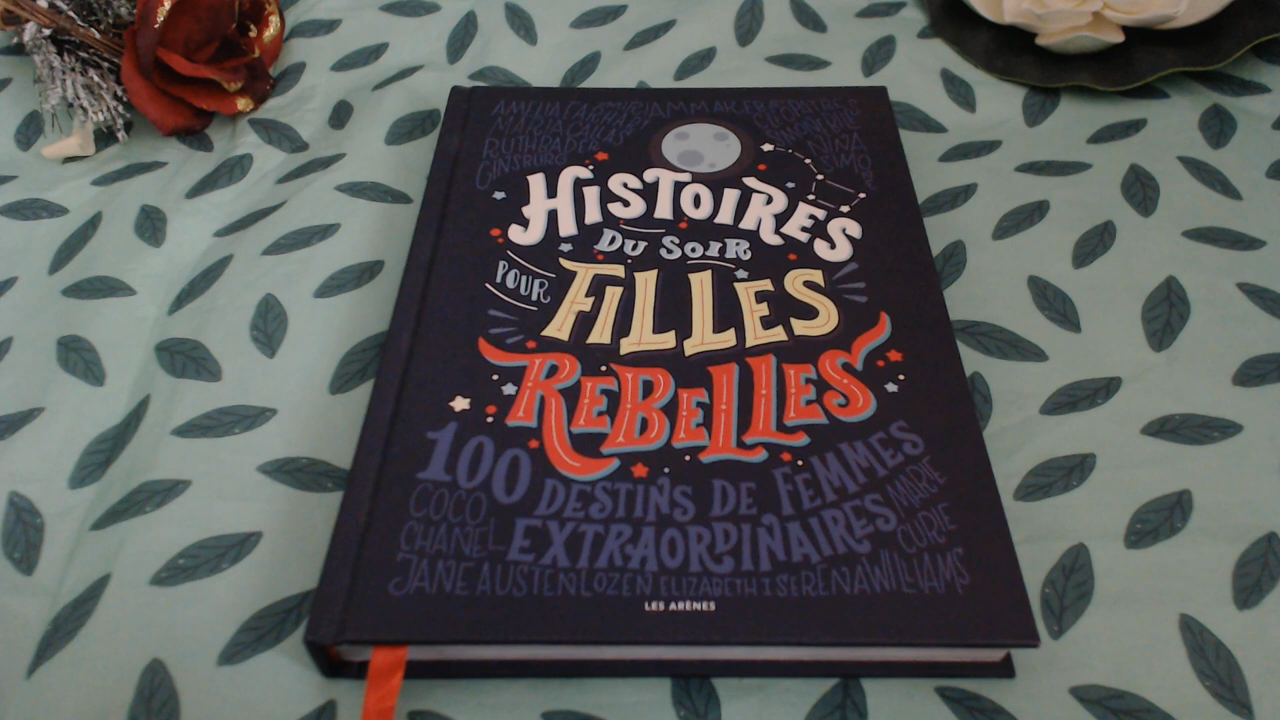 AMELIA EARHART
MARIA CALLAS
RUTH BADER
GINSBURG
NINA
SIMO
HISTOIRES
DU SOIR
POUR
FILLES
REBELLES
100 DESTINS DE FEMMES
EXTRAORDINAIRES
COCO
CHANEL
MARIE
CURIE
JANE AUSTEN LOZEN ELIZABETH I SERENA WILLIAMS
LES ARÈNES